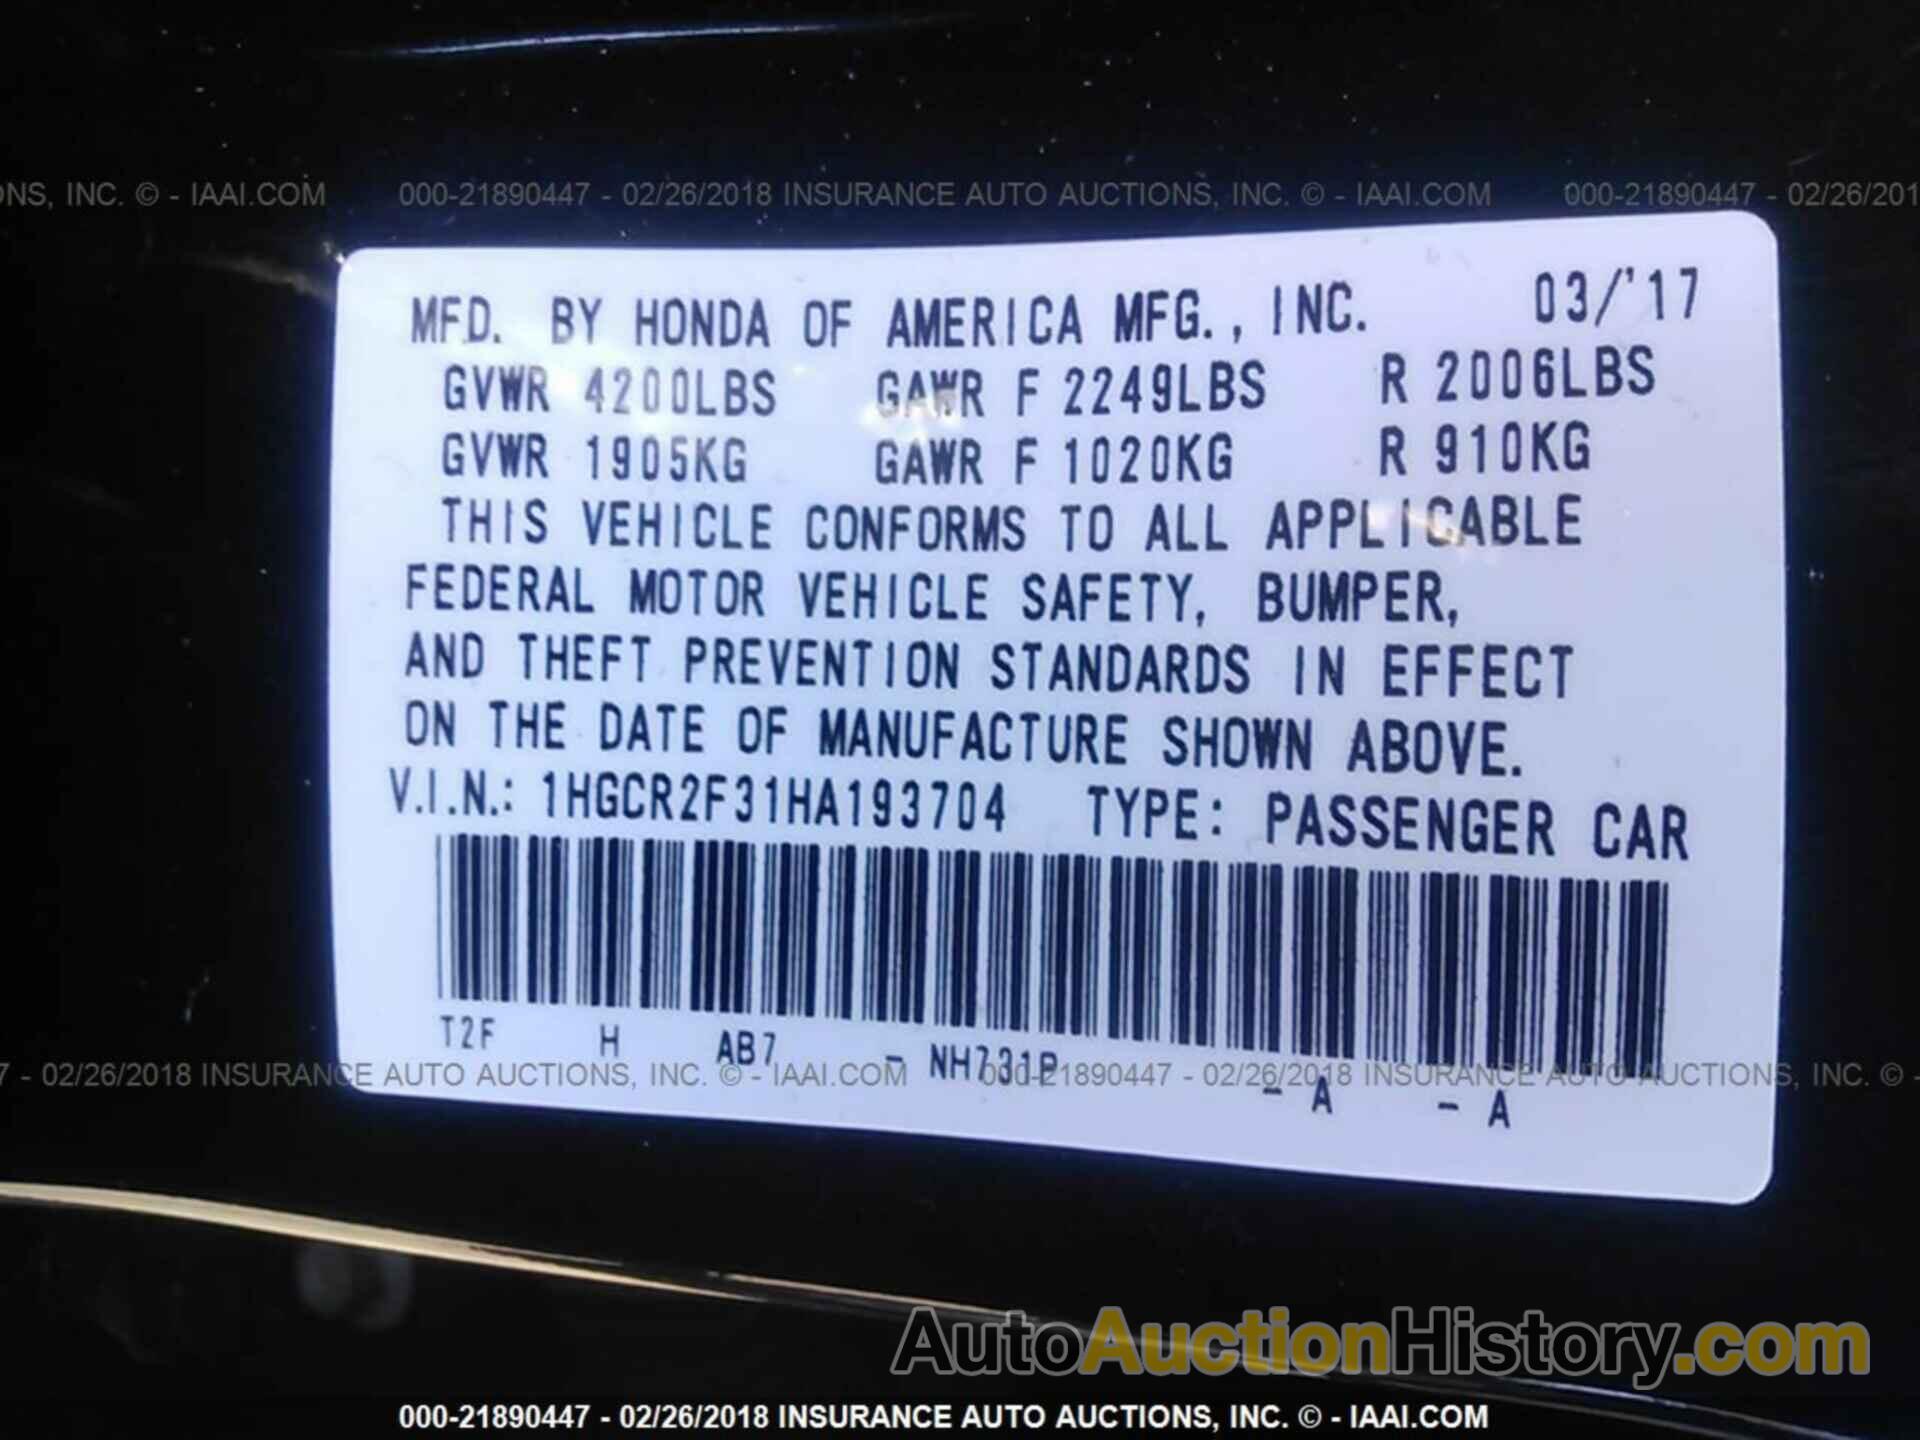 ONS, INC. © - IAAI.COM 000-21890447 - 02/26/2018 INSURANCE AUTO AUCTIONS, INC. © - IAAI.COM 000-21890447 - 02/26/201
MFD. BY HONDA OF AMERICA MFG., INC. 03/'17
GVWR 4200LBS GAWR F 2249LBS R 2006LBS
GVWR 1905KG GAWR F 1020KG R 910KG
THIS VEHICLE CONFORMS TO ALL APPLICABLE
FEDERAL MOTOR VEHICLE SAFETY, BUMPER,
AND THEFT PREVENTION STANDARDS IN EFFECT
ON THE DATE OF MANUFACTURE SHOWN ABOVE.
V.I.N.: 1HGCR2F31HA193704 TYPE: PASSENGER CAR
T2F H AB7 - NH731P - A - A
7 - 02/26/2018 INSURANCE AUTO AUCTIONS, INC. © - IAAI.COM 000-21890447 - 02/26/2018 INSURANCE AUTO AUCTIONS, INC. © -
AutoAuctionHistory.com
000-21890447 - 02/26/2018 INSURANCE AUTO AUCTIONS, INC. © - IAAI.COM